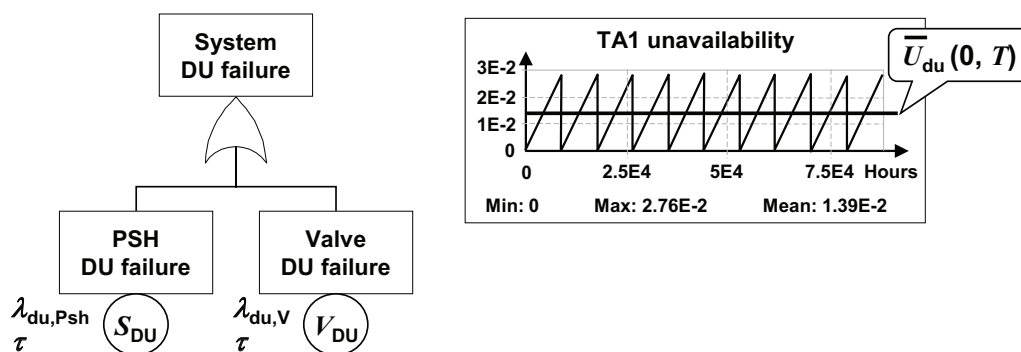 System
DU failure
PSH
DU failure
Valve
DU failure
λdu,Psh
τ
SDU
λdu,V
τ
VDU
TA1 unavailability
3E-2
2E-2
1E-2
0
0 2.5E4 5E4 7.5E4 Hours
Min: 0 Max: 2.76E-2 Mean: 1.39E-2
U̅du (0, T)